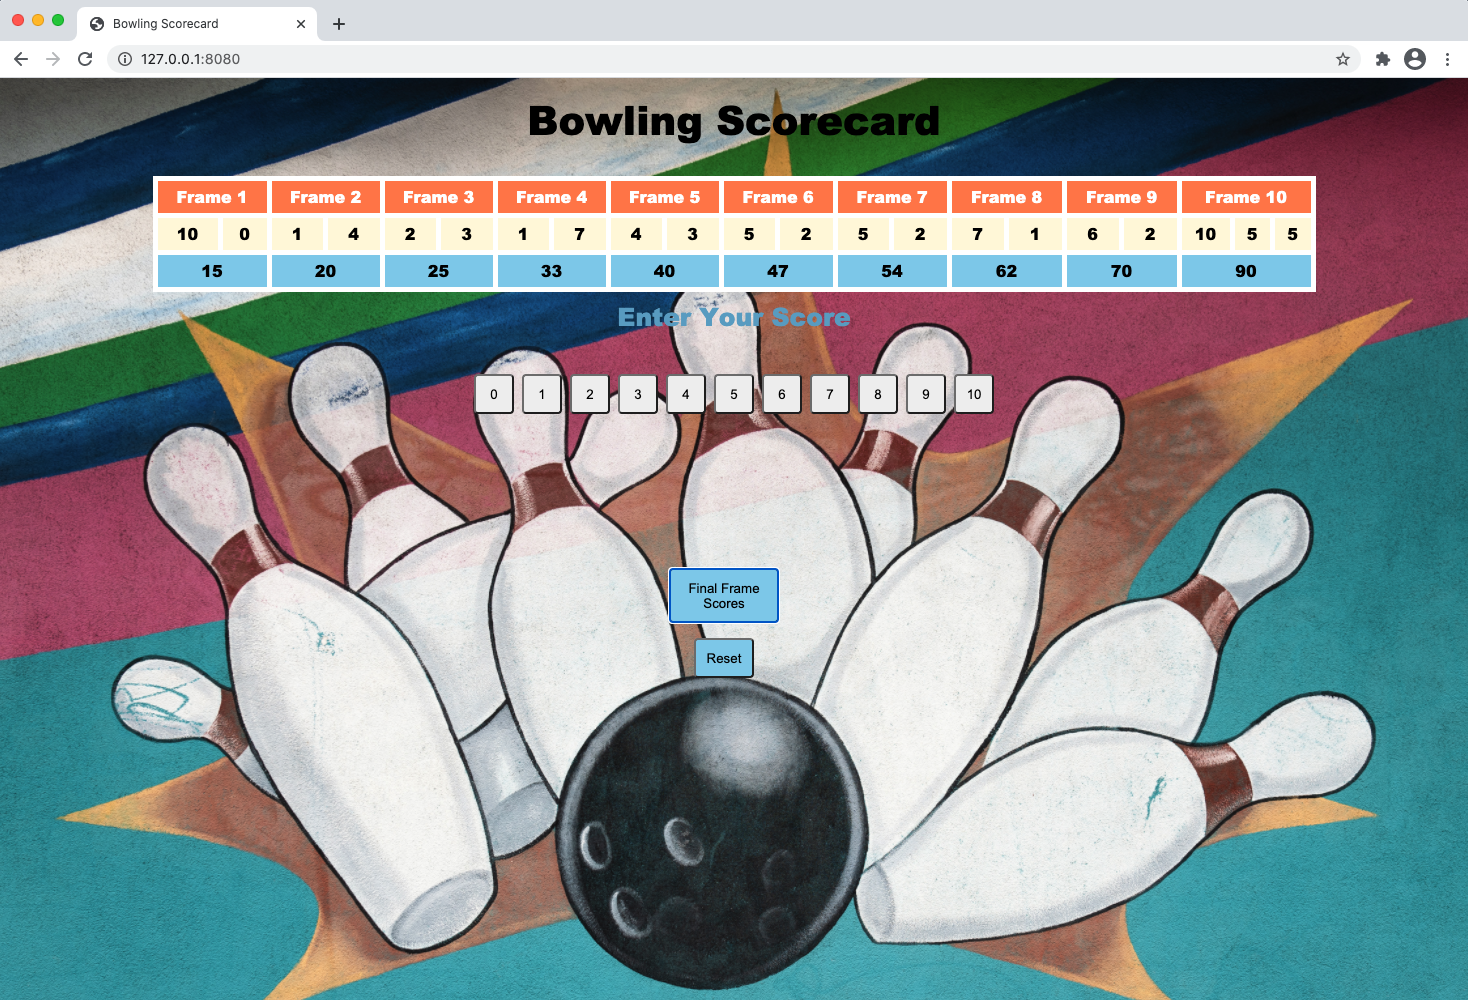 Bowling Scorecard
127.0.0.1:8080
Bowling Scorecard
Frame 1 Frame 2 Frame 3 Frame 4 Frame 5 Frame 6 Frame 7 Frame 8 Frame 9 Frame 10
10 0 1 4 2 3 1 7 4 3 5 2 5 2 7 1 6 2 10 5 5
15 20 25 33 40 47 54 62 70 90
Enter Your Score
0 1 2 3 4 5 6 7 8 9 10
Final Frame
Scores
Reset